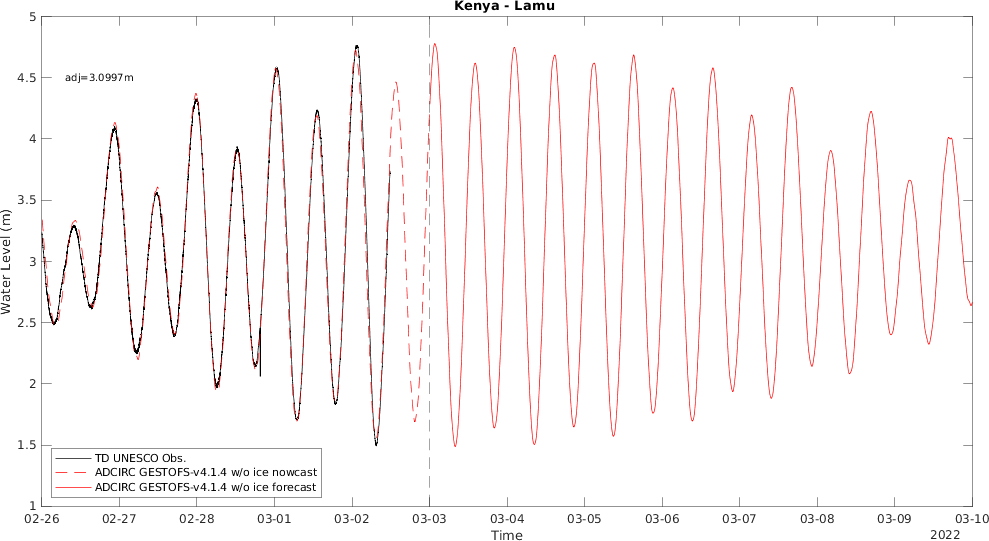 Kenya - Lamu
5
4.5
4
3.5
3
2.5
2
1.5
1
Water Level (m)
adj=3.0997m
TD UNESCO Obs.
ADCIRC GESTOFS-v4.1.4 w/o ice nowcast
ADCIRC GESTOFS-v4.1.4 w/o ice forecast
02-26 02-27 02-28 03-01 03-02 03-03 03-04 03-05 03-06 03-07 03-08 03-09 03-10
Time
2022